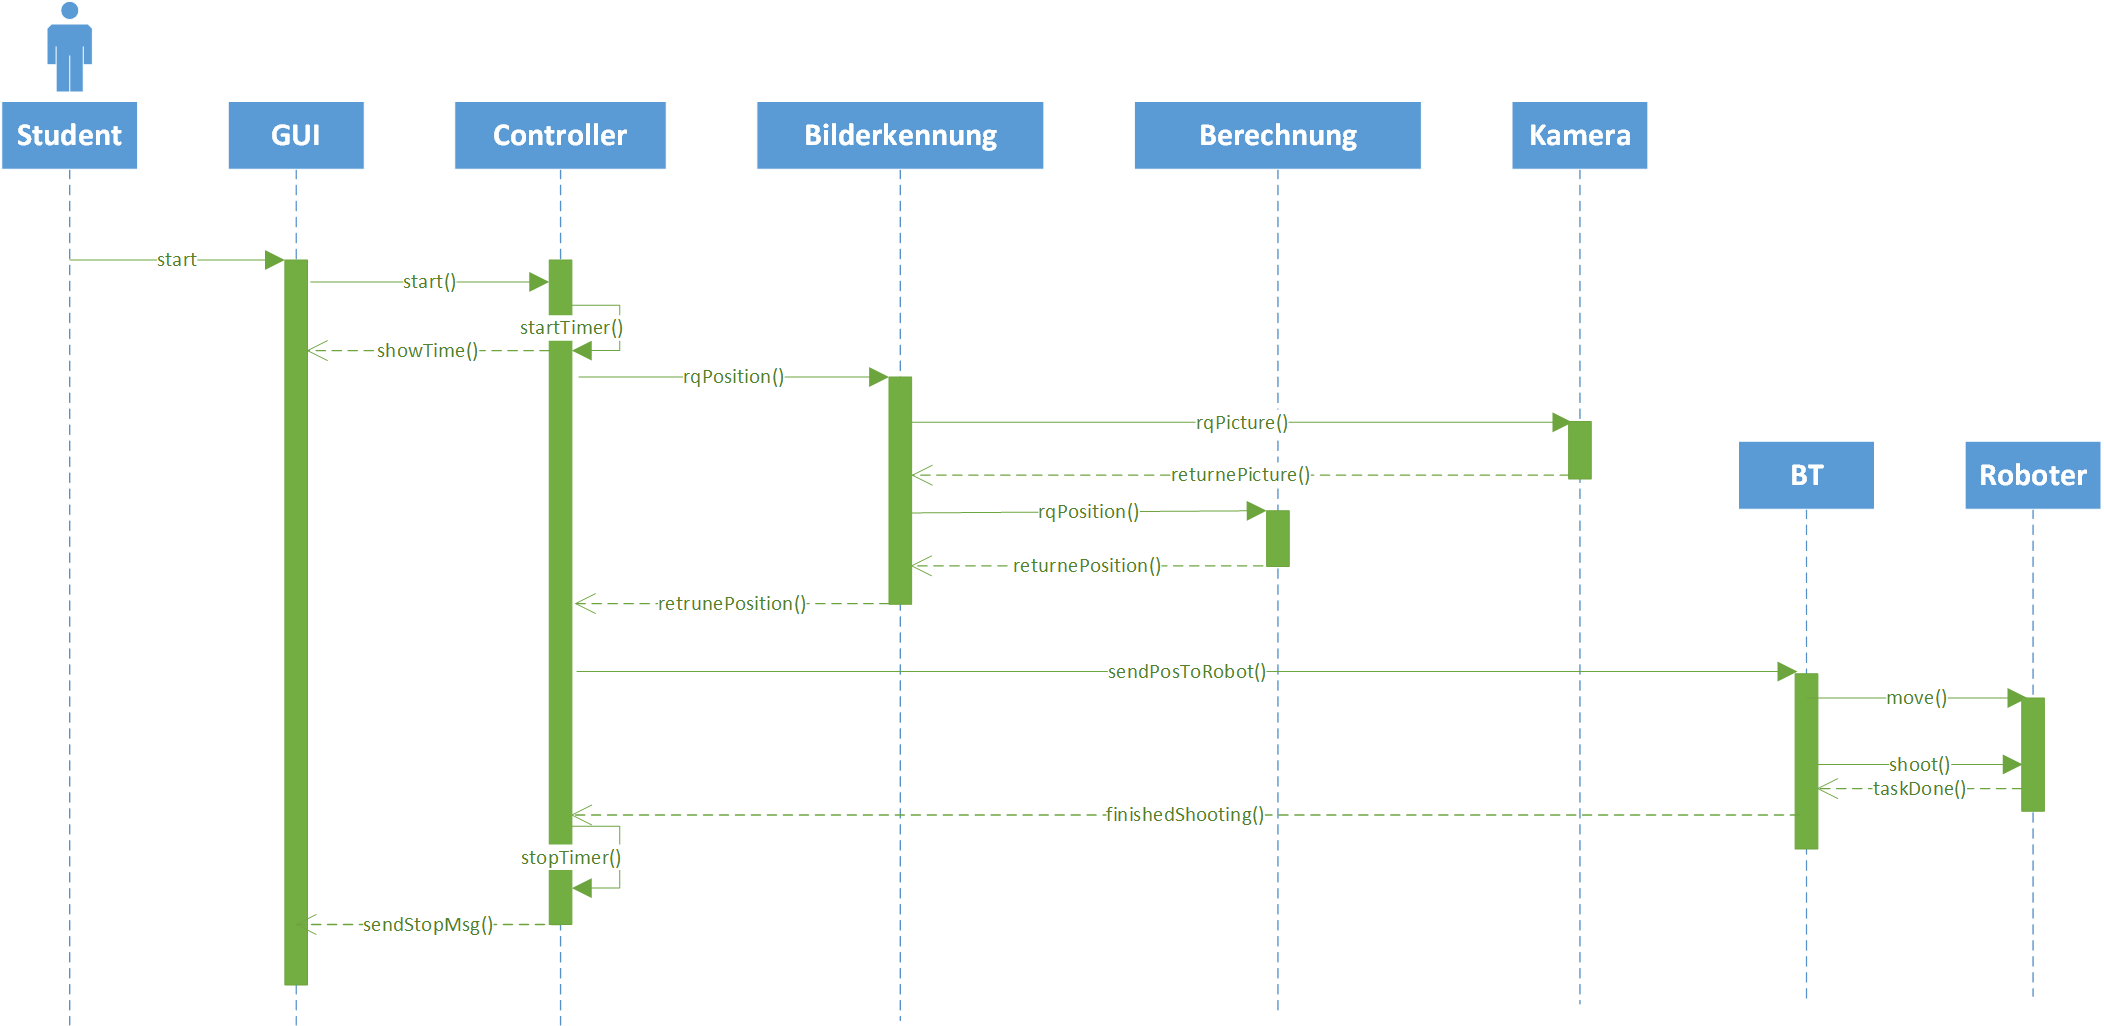 Student
GUI
Controller
Bilderkennung
Berechnung
Kamera
start
start()
startTimer()
showTime()
rqPosition()
rqPicture()
BT
Roboter
returnePicture()
rqPosition()
returnePosition()
retrunePosition()
sendPosToRobot()
move()
shoot()
taskDone()
finishedShooting()
stopTimer()
sendStopMsg()